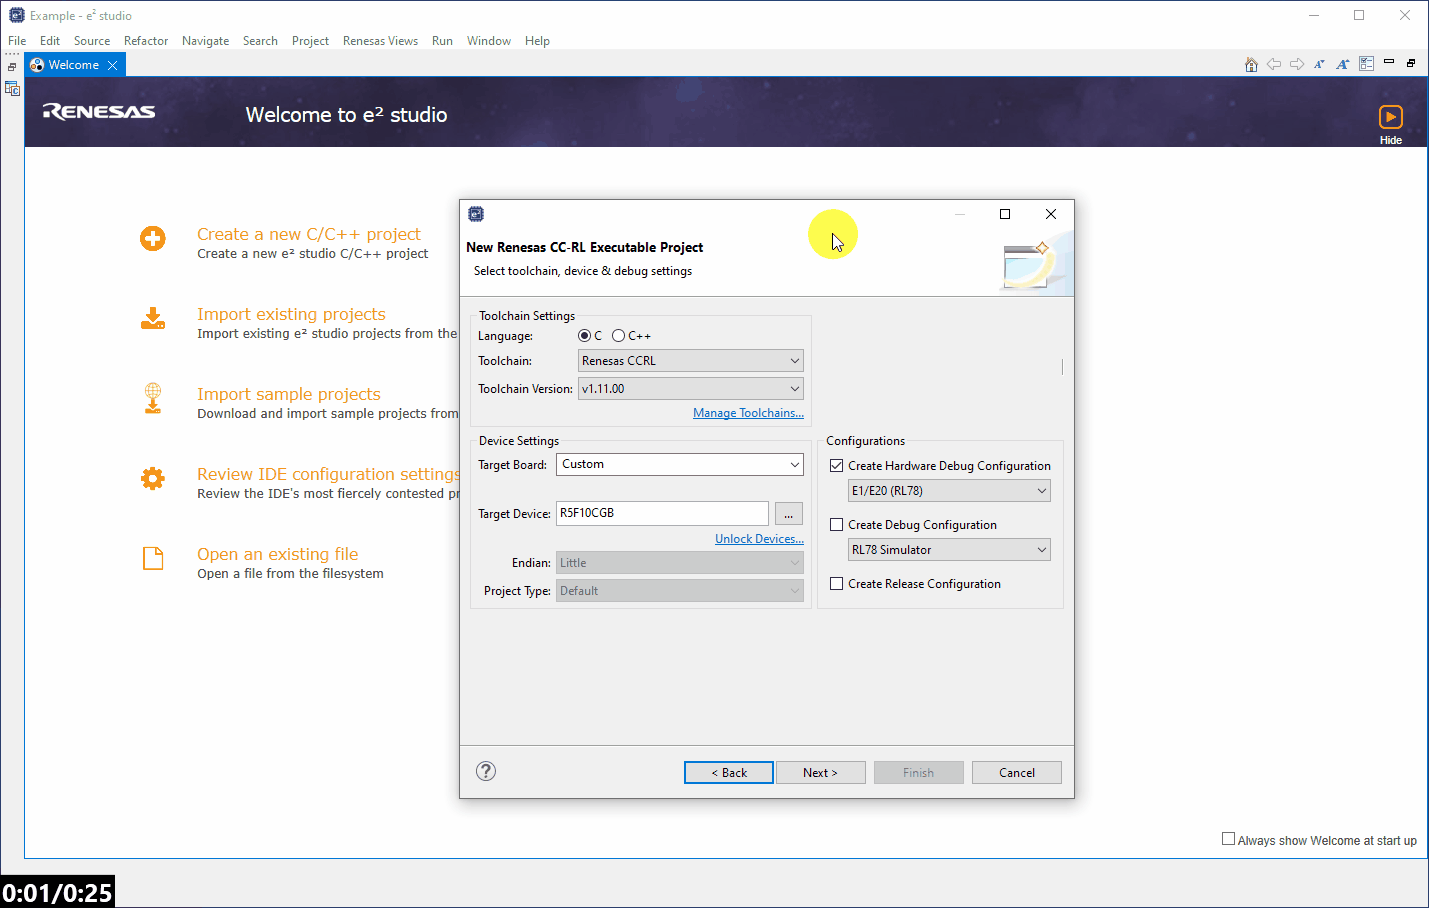 Example - e² studio
File Edit Source Refactor Navigate Search Project Renesas Views Run Window Help
Welcome
RENESAS
Welcome to e² studio
Hide
Create a new C/C++ project
Create a new e² studio C/C++ project
Import existing projects
Import existing e² studio projects from the
Import sample projects
Download and import sample projects from
Review IDE configuration settings
Review the IDE's most fiercely contested pr
Open an existing file
Open a file from the filesystem
New Renesas CC-RL Executable Project
Select toolchain, device & debug settings
Toolchain Settings
Language: C C++
Toolchain: Renesas CCRL
Toolchain Version: v1.11.00
Manage Toolchains...
Device Settings
Target Board: Custom
Target Device: R5F10CGB ...
Unlock Devices...
Endian: Little
Project Type: Default
Configurations
Create Hardware Debug Configuration
E1/E20 (RL78)
Create Debug Configuration
RL78 Simulator
Create Release Configuration
? < Back Next > Finish Cancel
Always show Welcome at start up
0:01/0:25